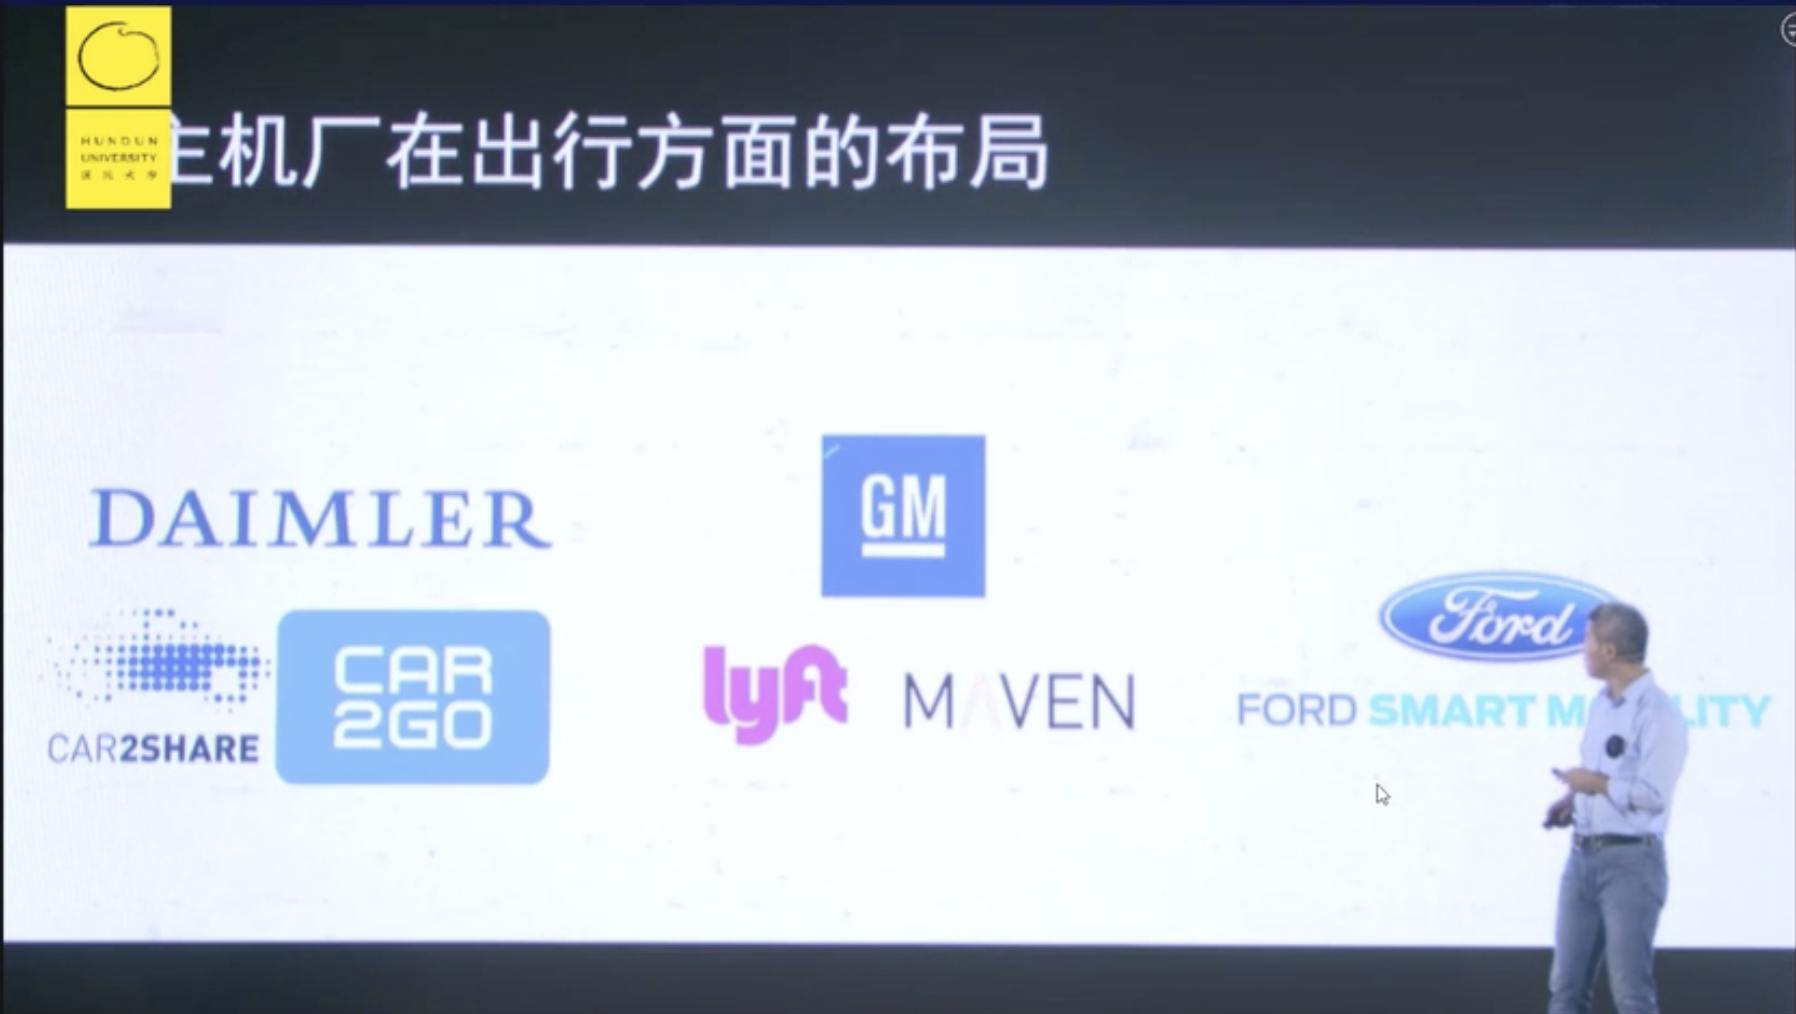 HUNDUN
UNIVERSITY
混沌大学
主机厂在出行方面的布局
DAIMLER
GM
CAR2SHARE
CAR
2GO
lyft
MAVEN
Ford
FORD SMART M LITY